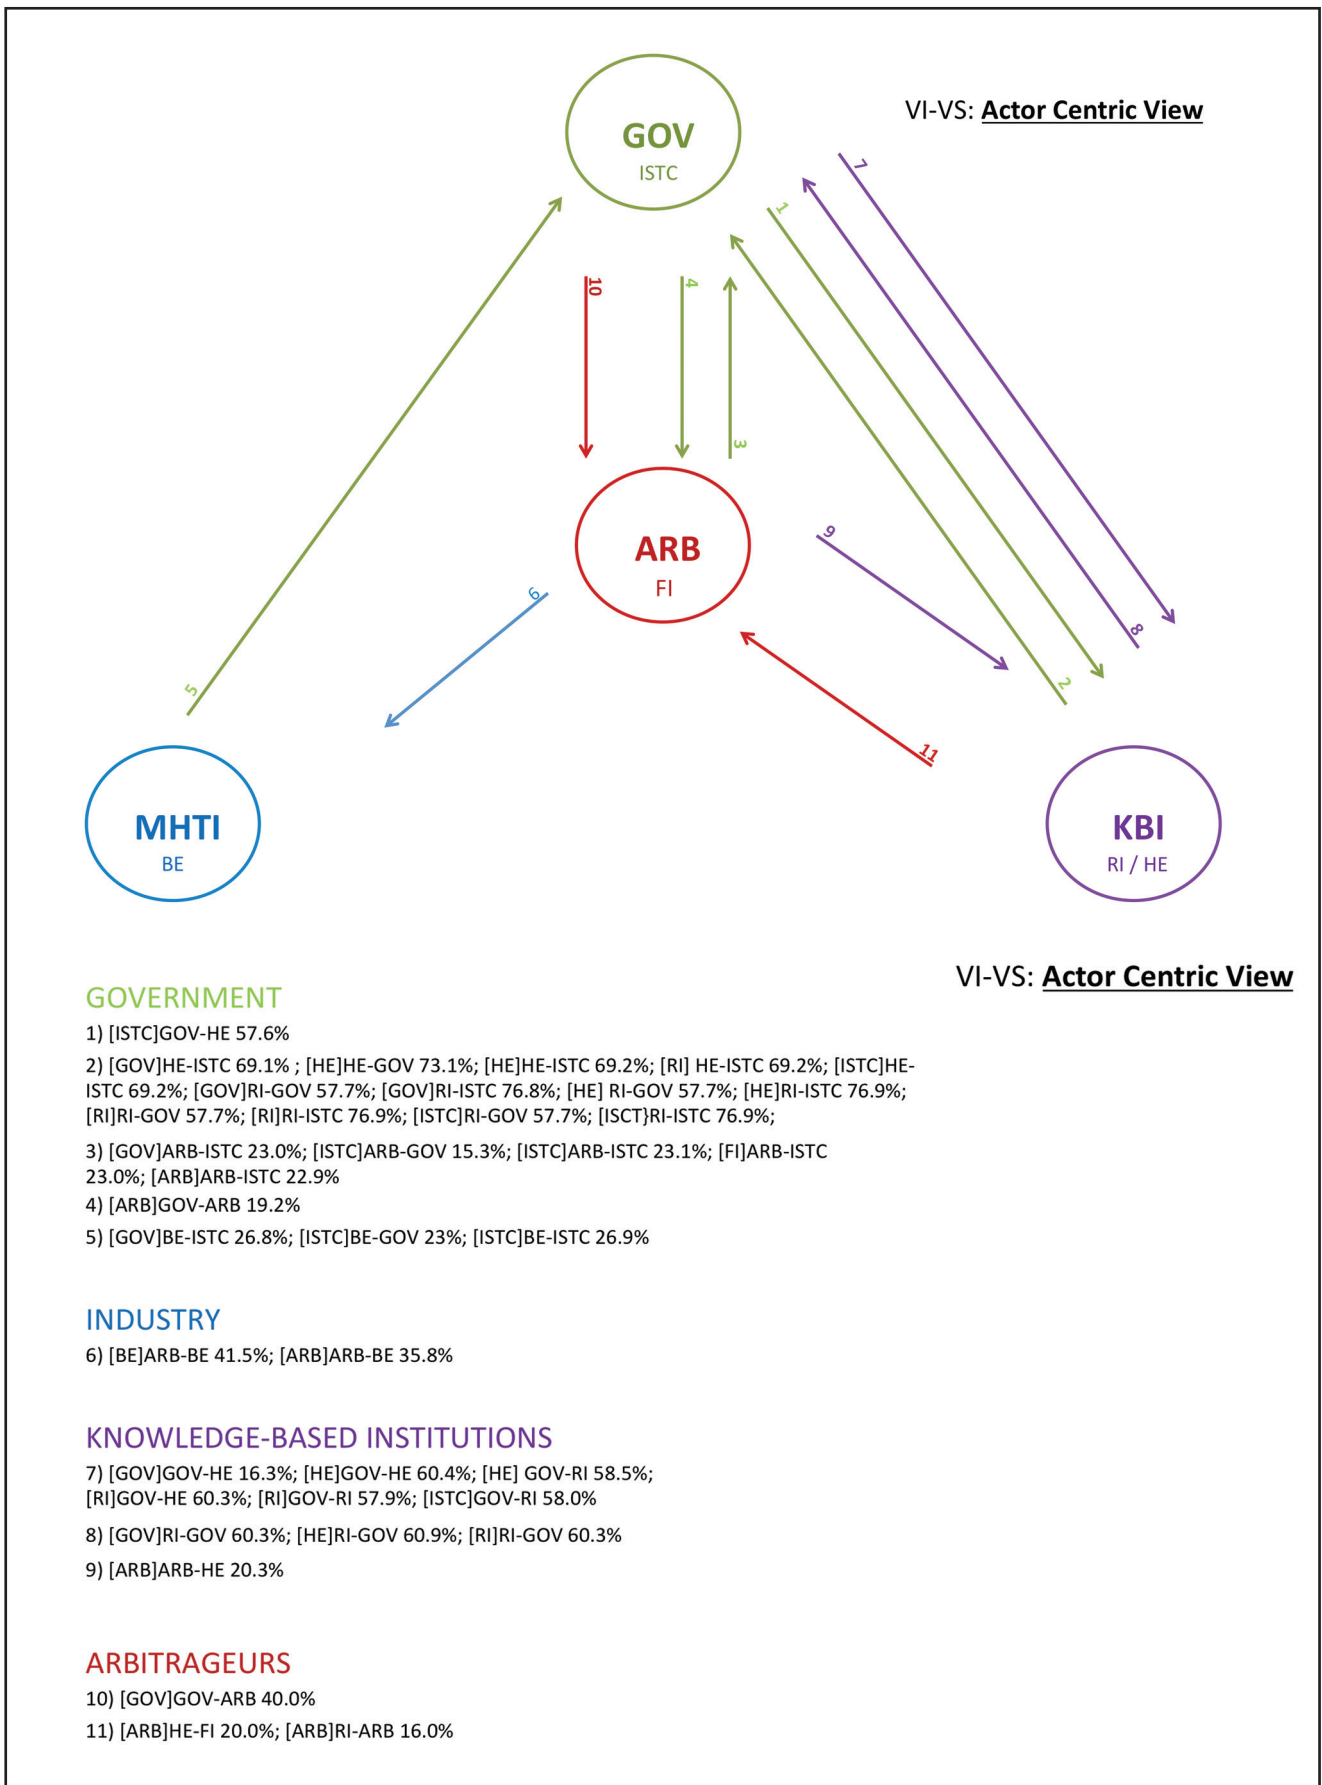 GOV
ISTC
VI-VS: Actor Centric View
7
1
10
4
3
ARB
FI
9
6
8
5
2
11
MHTI
BE
KBI
RI / HE
VI-VS: Actor Centric View
GOVERNMENT
1) [ISTC]GOV-HE 57.6%
2) [GOV]HE-ISTC 69.1% ; [HE]HE-GOV 73.1%; [HE]HE-ISTC 69.2%; [RI] HE-ISTC 69.2%; [ISTC]HE-
ISTC 69.2%; [GOV]RI-GOV 57.7%; [GOV]RI-ISTC 76.8%; [HE] RI-GOV 57.7%; [HE]RI-ISTC 76.9%;
[RI]RI-GOV 57.7%; [RI]RI-ISTC 76.9%; [ISTC]RI-GOV 57.7%; [ISCT}RI-ISTC 76.9%;
3) [GOV]ARB-ISTC 23.0%; [ISTC]ARB-GOV 15.3%; [ISTC]ARB-ISTC 23.1%; [FI]ARB-ISTC
23.0%; [ARB]ARB-ISTC 22.9%
4) [ARB]GOV-ARB 19.2%
5) [GOV]BE-ISTC 26.8%; [ISTC]BE-GOV 23%; [ISTC]BE-ISTC 26.9%
INDUSTRY
6) [BE]ARB-BE 41.5%; [ARB]ARB-BE 35.8%
KNOWLEDGE-BASED INSTITUTIONS
7) [GOV]GOV-HE 16.3%; [HE]GOV-HE 60.4%; [HE] GOV-RI 58.5%;
[RI]GOV-HE 60.3%; [RI]GOV-RI 57.9%; [ISTC]GOV-RI 58.0%
8) [GOV]RI-GOV 60.3%; [HE]RI-GOV 60.9%; [RI]RI-GOV 60.3%
9) [ARB]ARB-HE 20.3%
ARBITRAGEURS
10) [GOV]GOV-ARB 40.0%
11) [ARB]HE-FI 20.0%; [ARB]RI-ARB 16.0%